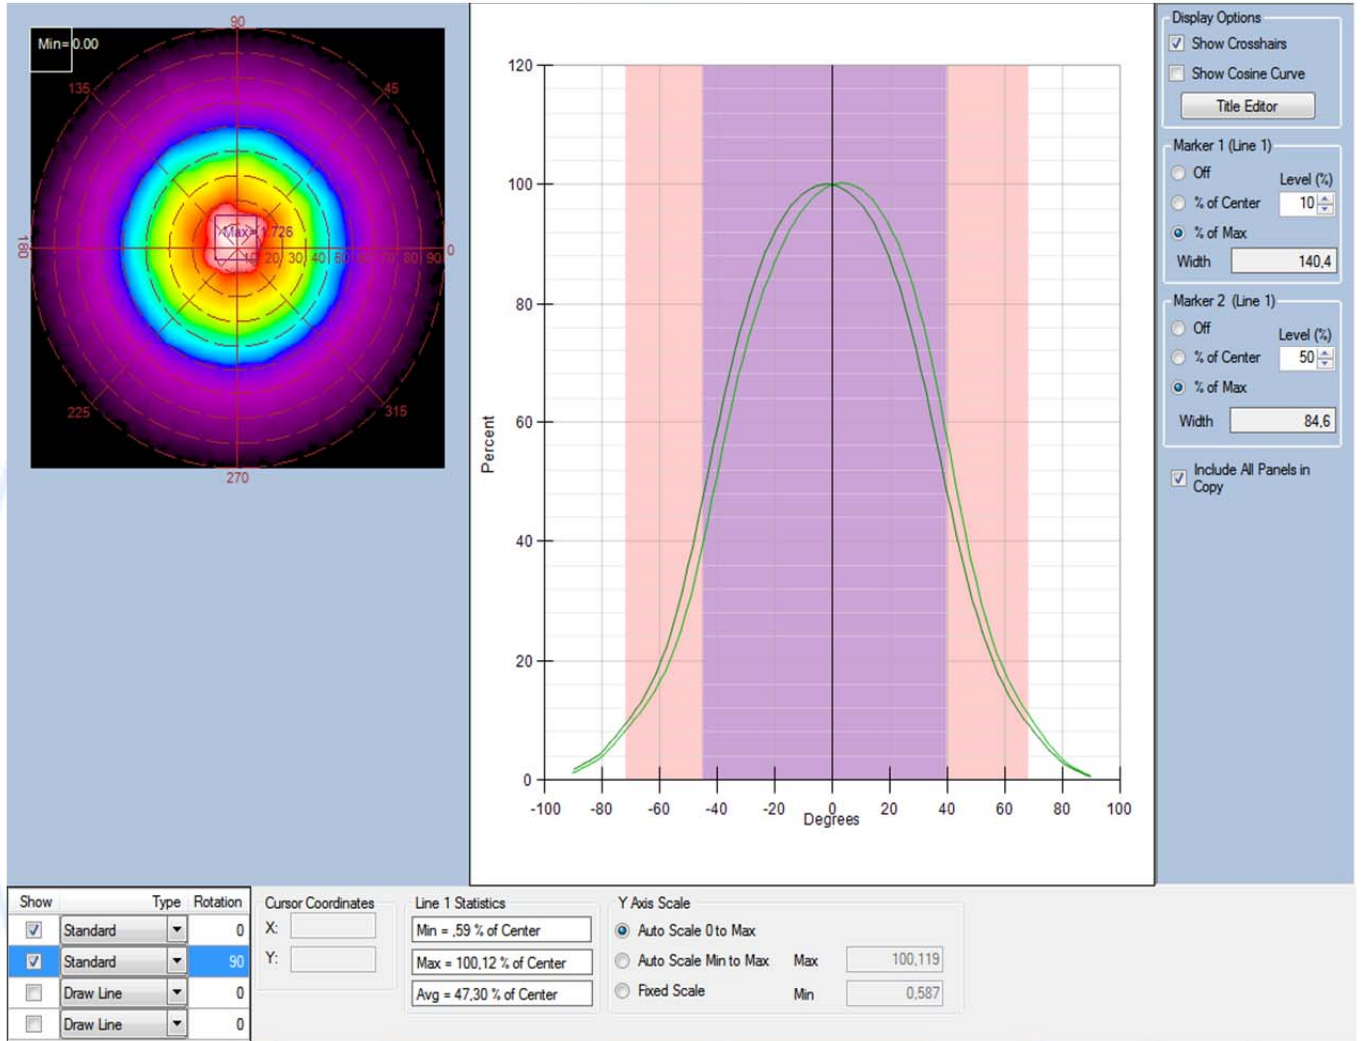 90
Min= 0.00
135
45
Max= 1.726
180
10 20 30 40 50 60 70 80 90 0
225
315
270
120
100
80
60
40
20
0
Percent
-100 -80 -60 -40 -20 0 20 40 60 80 100
Degrees
Display Options
Show Crosshairs
Show Cosine Curve
Title Editor
Marker 1 (Line 1)
Off
Level (%)
% of Center 10
% of Max
Width 140,4
Marker 2 (Line 1)
Off
Level (%)
% of Center 50
% of Max
Width 84,6
Include All Panels in
Copy
Show Type Rotation
Standard 0
Standard 90
Draw Line 0
Draw Line 0
Cursor Coordinates
X:
Y:
Line 1 Statistics
Min = ,59 % of Center
Max = 100,12 % of Center
Avg = 47,30 % of Center
Y Axis Scale
Auto Scale 0 to Max
Auto Scale Min to Max Max 100,119
Fixed Scale Min 0,587